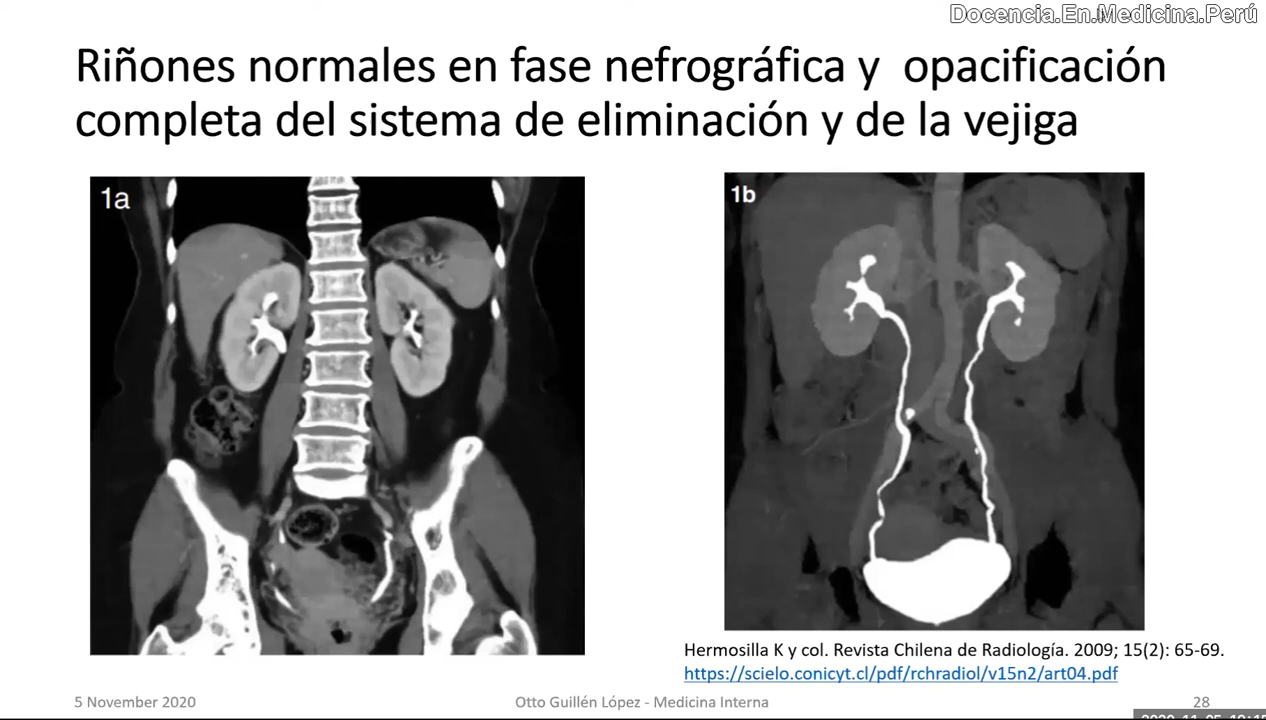 Docencia.En.Medicina.Perú
Riñones normales en fase nefrográfica y opacificación
completa del sistema de eliminación y de la vejiga
1a
1b
Hermosilla K y col. Revista Chilena de Radiología. 2009; 15(2): 65-69.
https://scielo.conicyt.cl/pdf/rchradiol/v15n2/art04.pdf
5 November 2020
Otto Guillén López - Medicina Interna
28